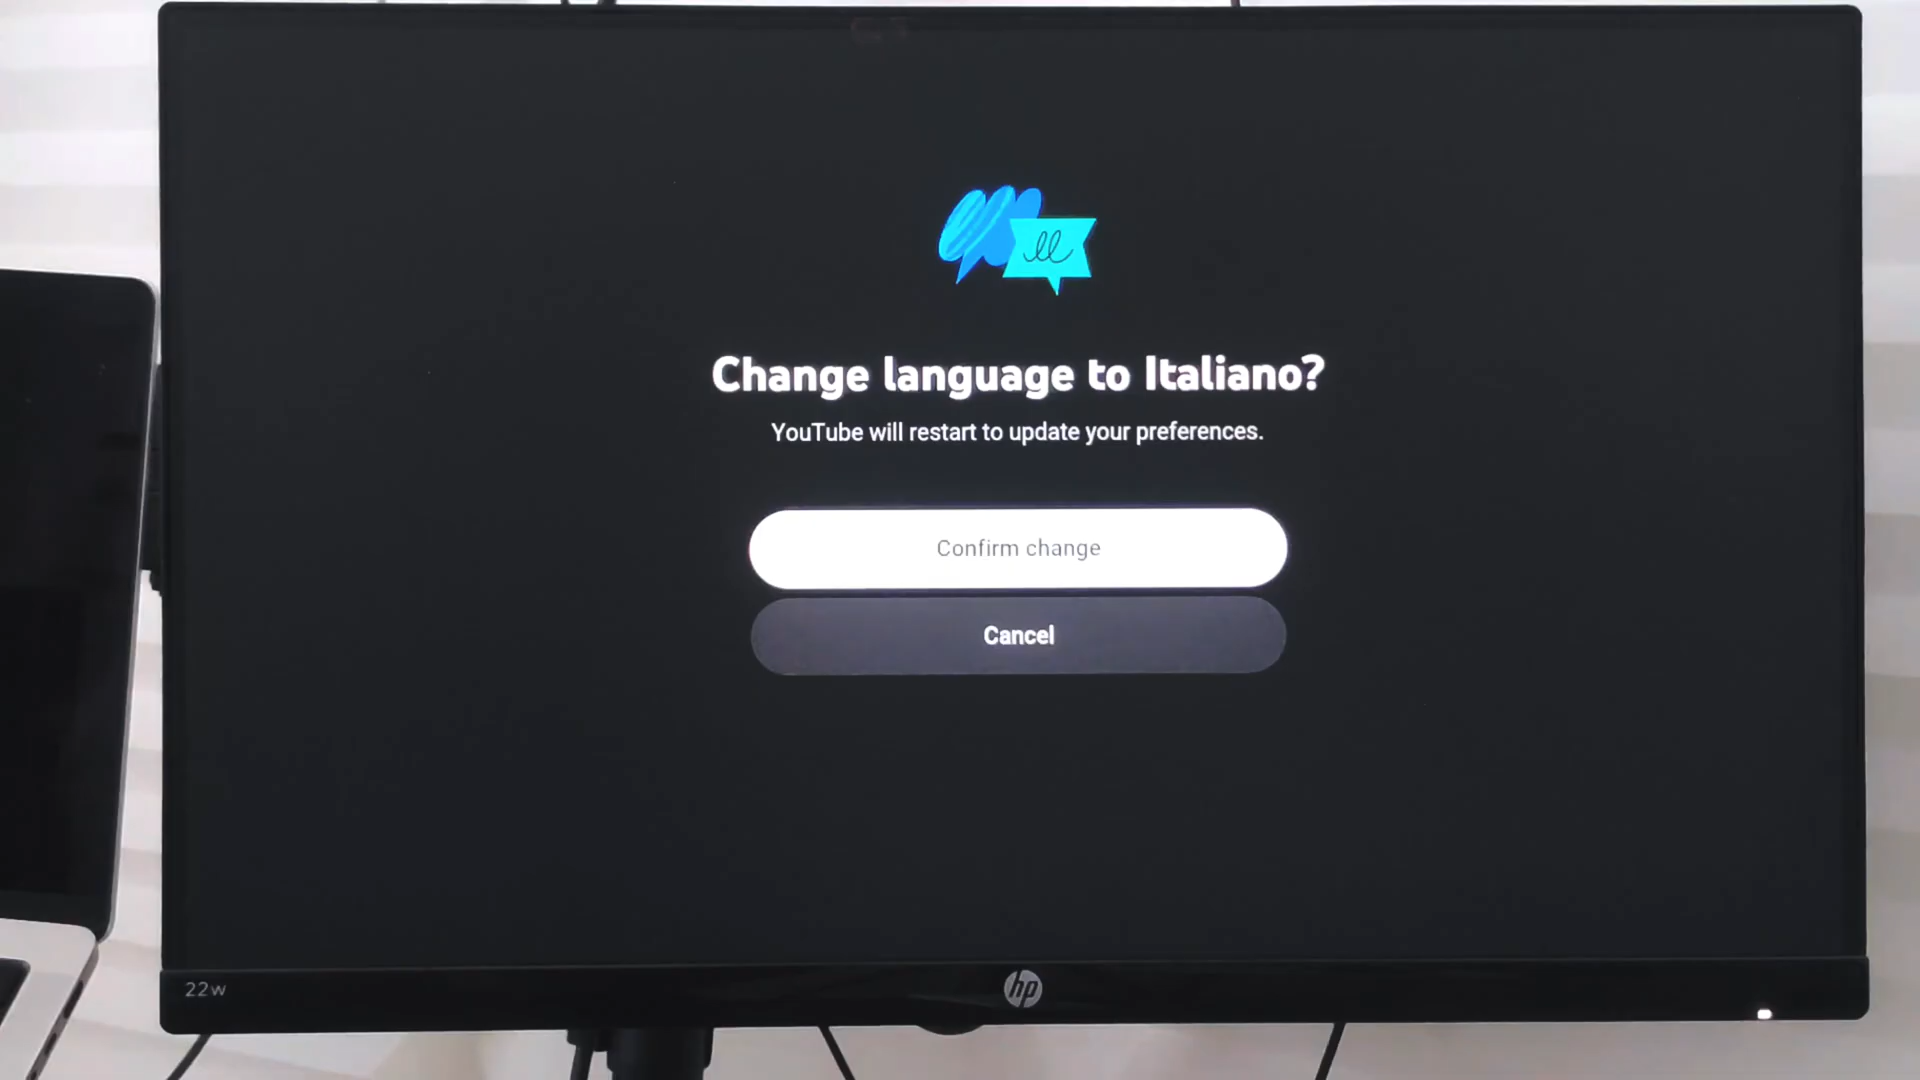 Change language to Italiano?
YouTube will restart to update your preferences.
Confirm change
Cancel
22w
hp